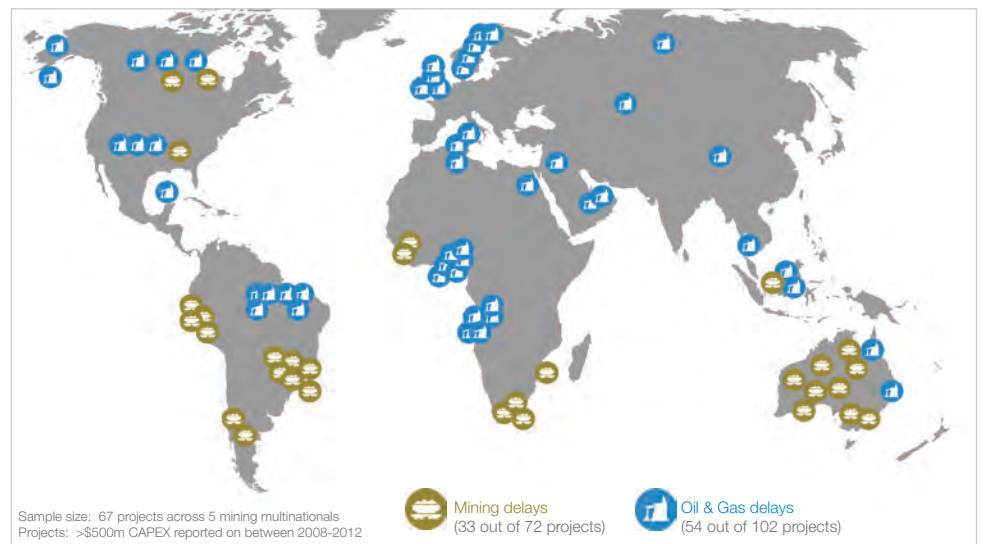 Sample size: 67 projects across 5 mining multinationals
Projects: >$500m CAPEX reported on between 2008-2012
Mining delays
(33 out of 72 projects)
Oil & Gas delays
(54 out of 102 projects)